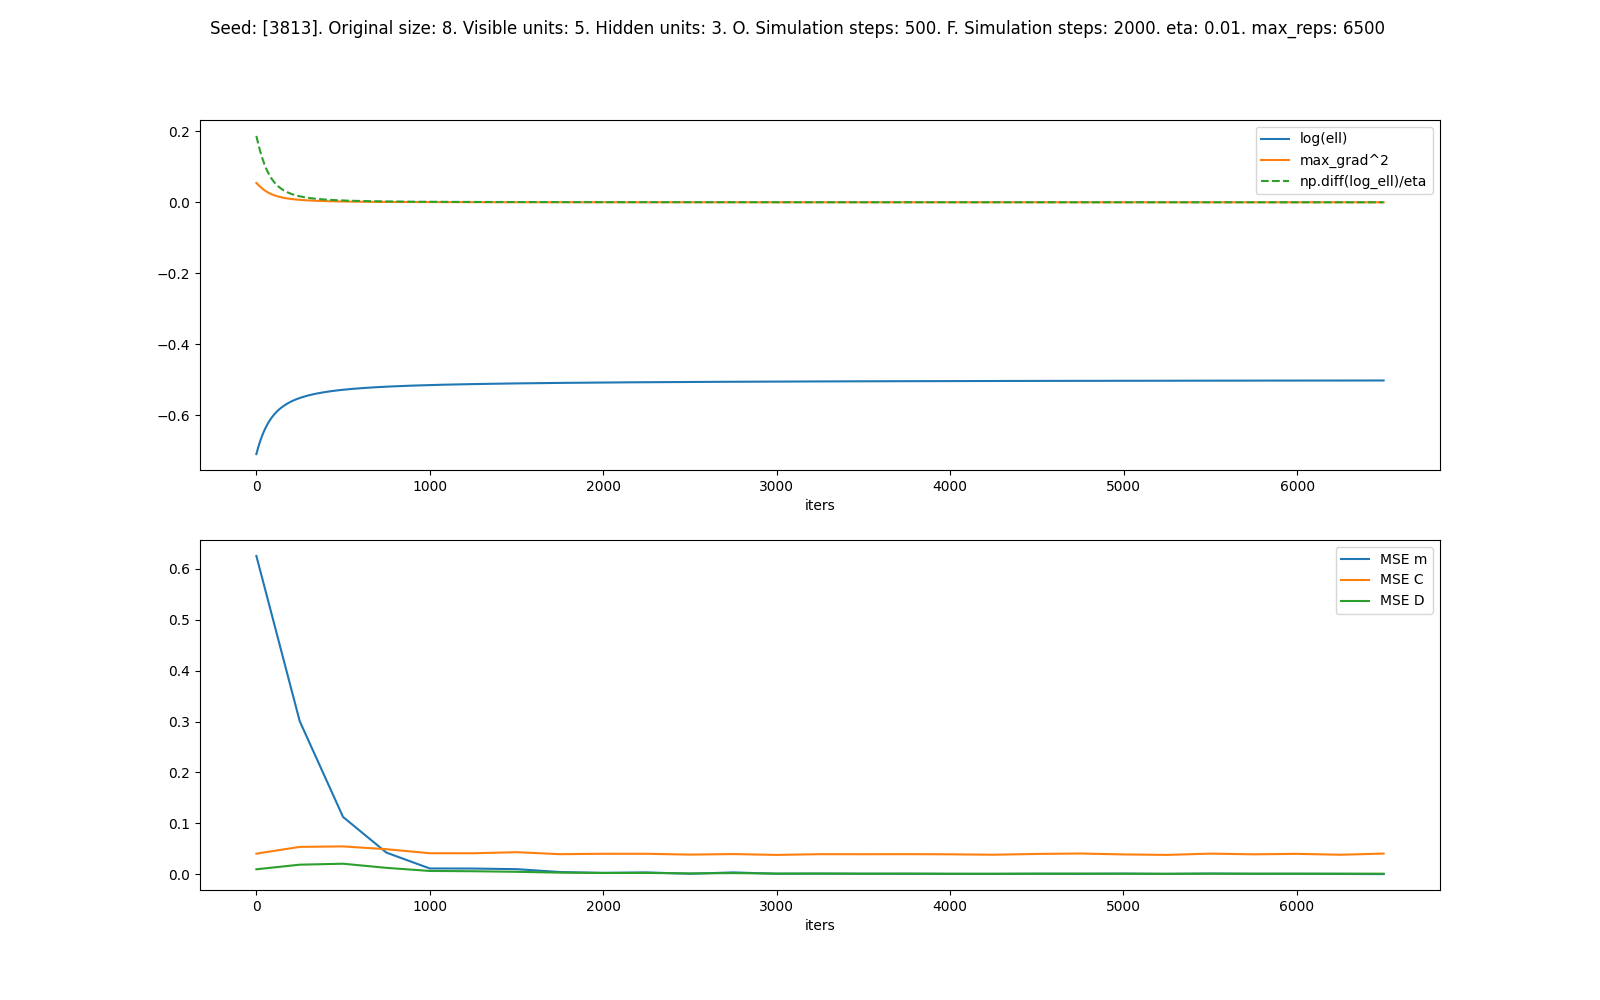 Seed: [3813]. Original size: 8. Visible units: 5. Hidden units: 3. O. Simulation steps: 500. F. Simulation steps: 2000. eta: 0.01. max_reps: 6500
0.2
0.0
−0.2
−0.4
−0.6
log(ell)
max_grad^2
np.diff(log_ell)/eta
0 1000 2000 3000 4000 5000 6000
iters
0.6
0.5
0.4
0.3
0.2
0.1
0.0
MSE m
MSE C
MSE D
0 1000 2000 3000 4000 5000 6000
iters